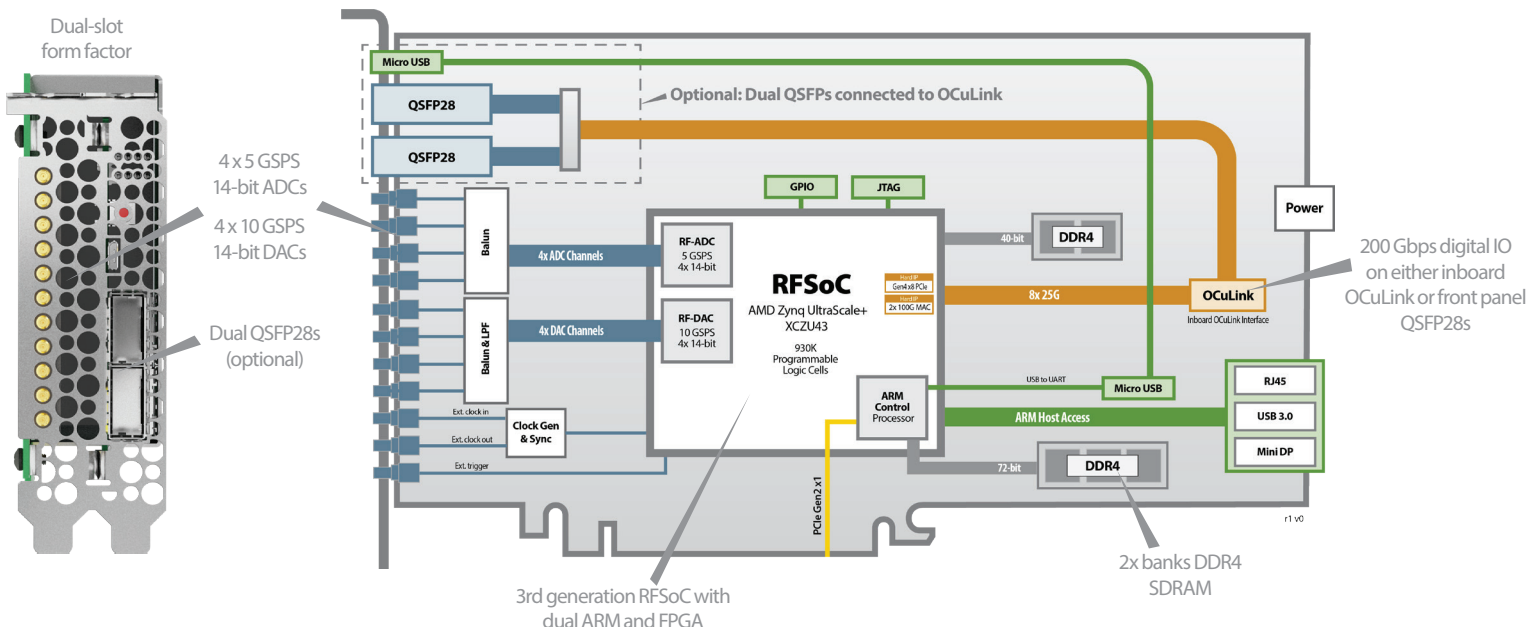 Dual-slot
form factor
4 x 5 GSPS
14-bit ADCs
4 x 10 GSPS
14-bit DACs
Dual QSFP28s
(optional)
Micro USB
QSFP28
QSFP28
Optional: Dual QSFPs connected to OCuLink
Balun
4x ADC Channels
Balun & LPF
4x DAC Channels
Ext. clock in
Ext. clock out
Ext. trigger
Clock Gen
& Sync
GPIO
JTAG
RF-ADC
5 GSPS
4x 14-bit
RF-DAC
10 GSPS
4x 14-bit
RFSoC
AMD Zynq UltraScale+
XCZU43
930K
Programmable
Logic Cells
Hard IP
Gen4 x8 PCIe
Hard IP
2x 100G MAC
ARM
Control
Processor
40-bit
DDR4
8x 25G
OCuLink
Inboard OCuLink Interface
Power
200 Gbps digital IO
on either inboard
OCuLink or front panel
QSFP28s
USB to UART
Micro USB
ARM Host Access
RJ45
USB 3.0
Mini DP
72-bit
DDR4
PCIe Gen2 x1
r1 v0
2x banks DDR4
SDRAM
3rd generation RFSoC with
dual ARM and FPGA